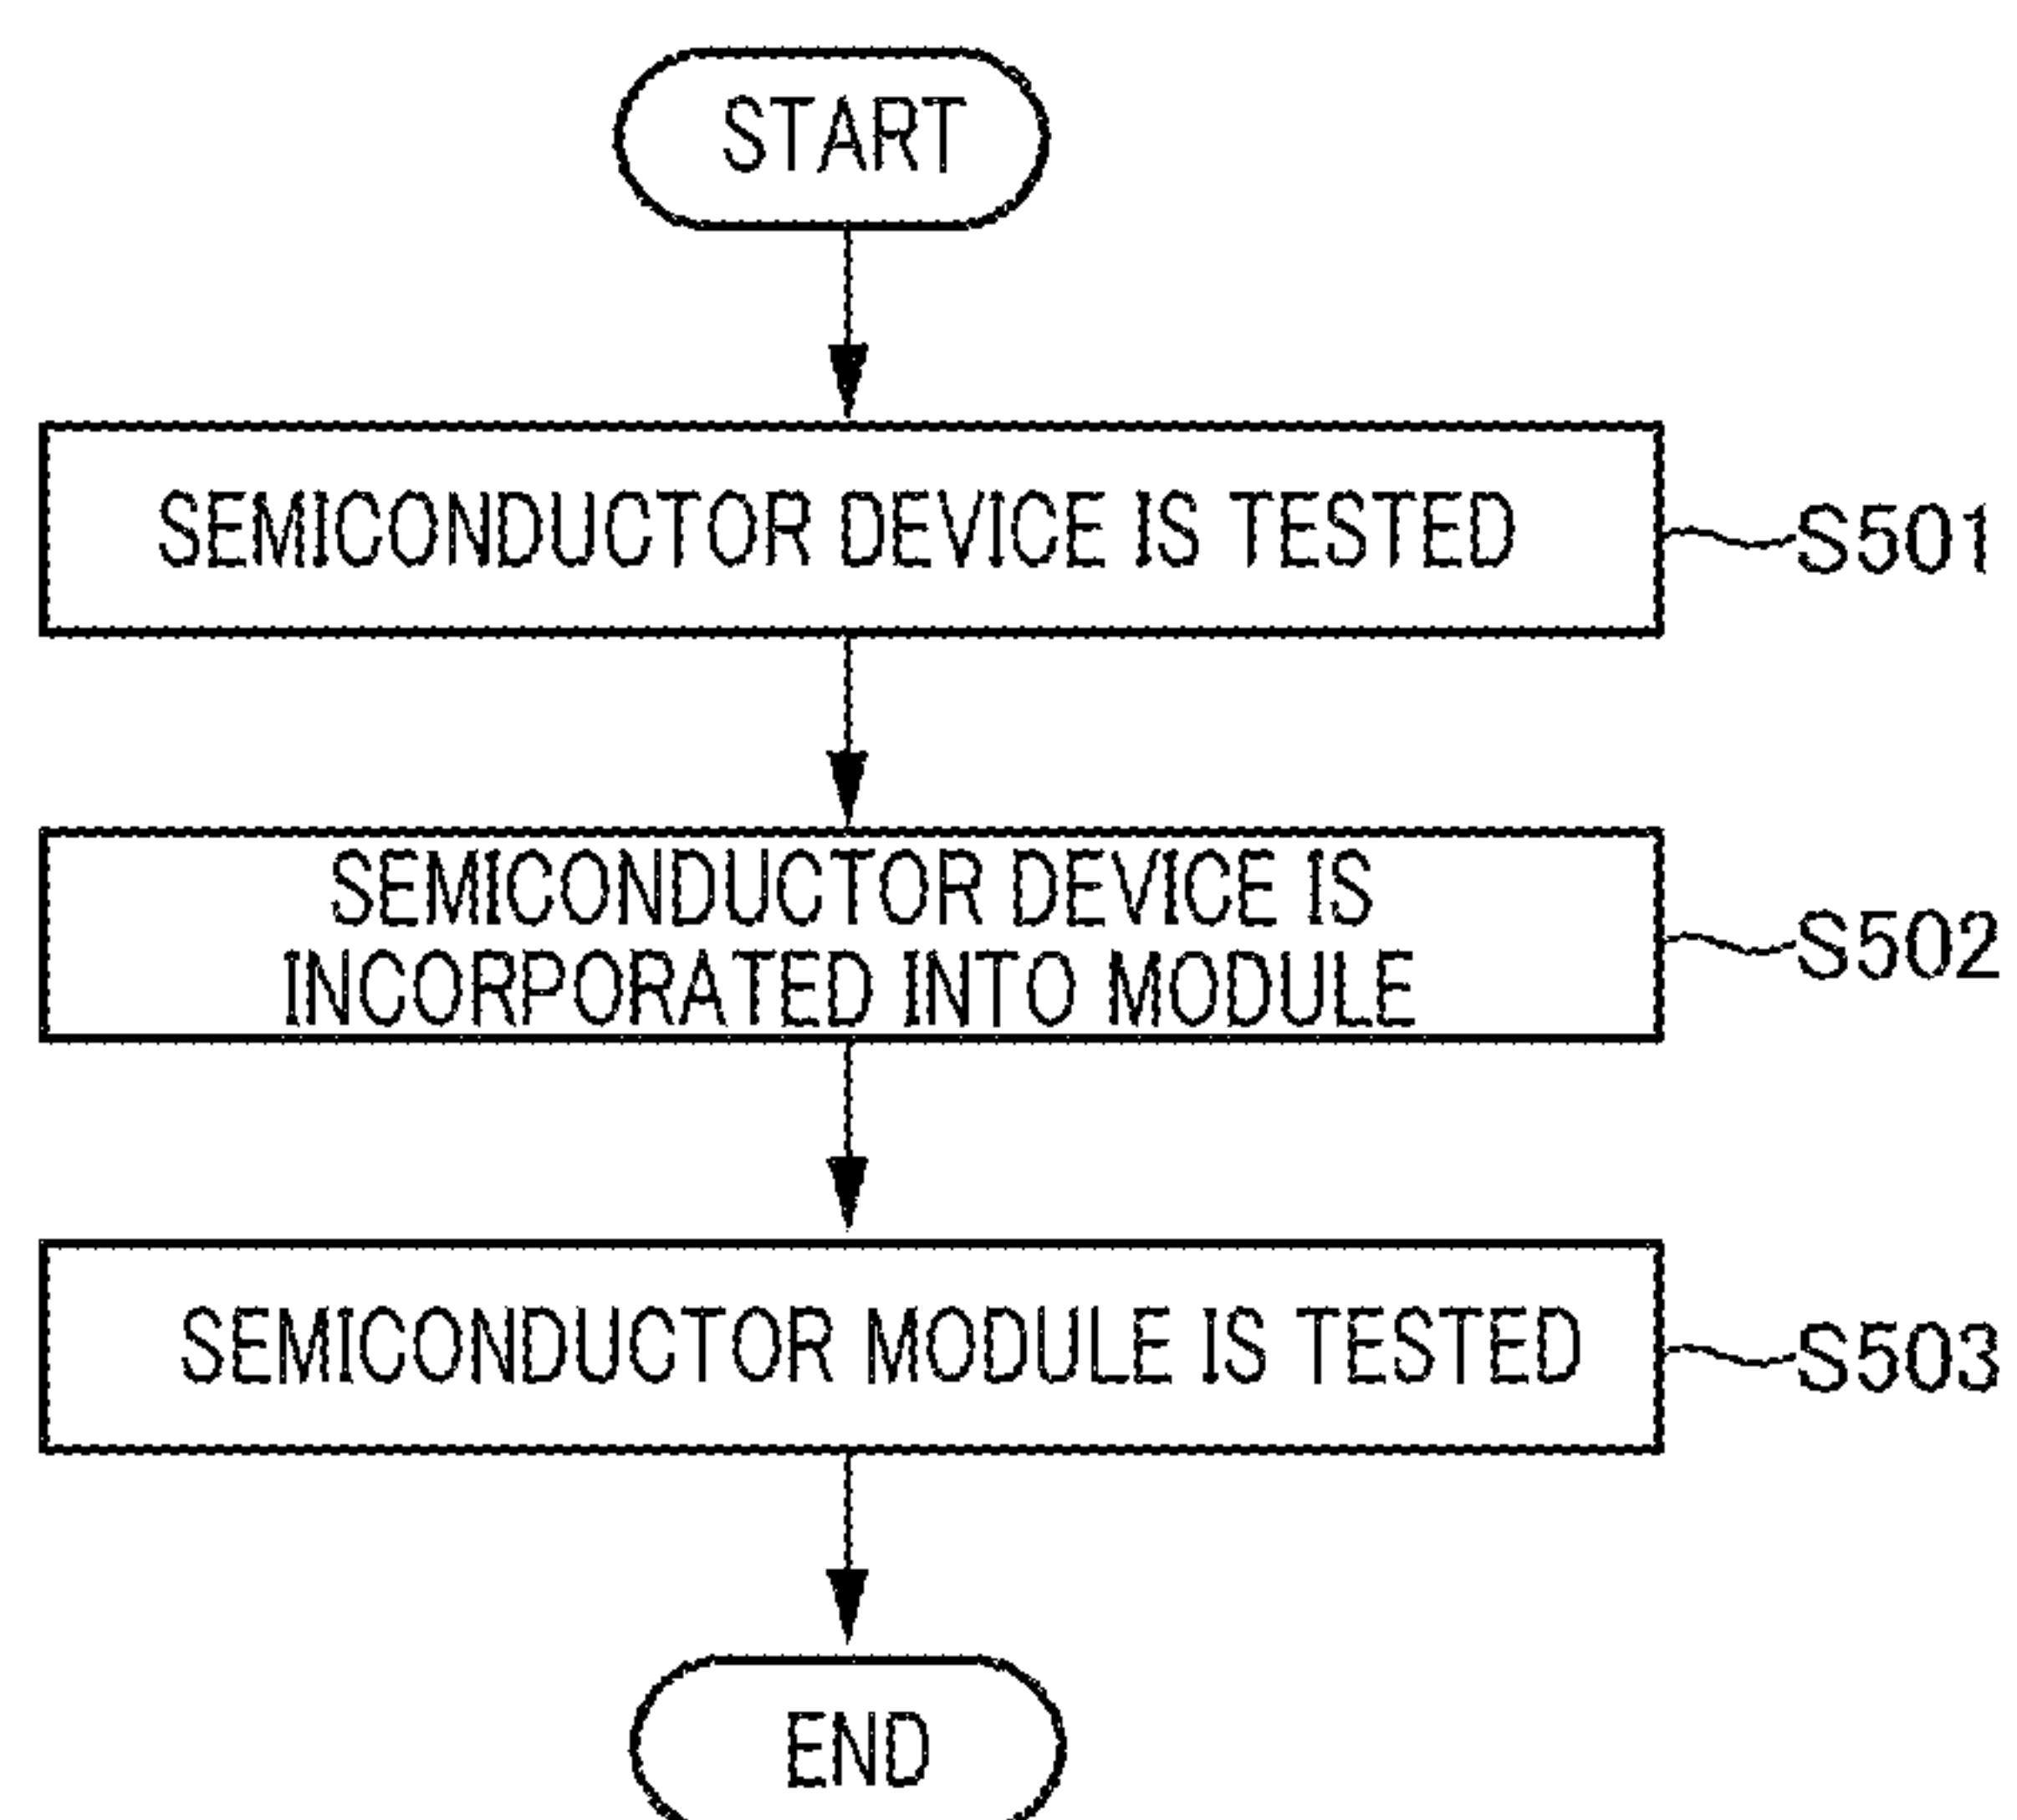 START
SEMICONDUCTOR DEVICE IS TESTED
S501
SEMICONDUCTOR DEVICE IS
INCORPORATED INTO MODULE
S502
SEMICONDUCTOR MODULE IS TESTED
S503
END